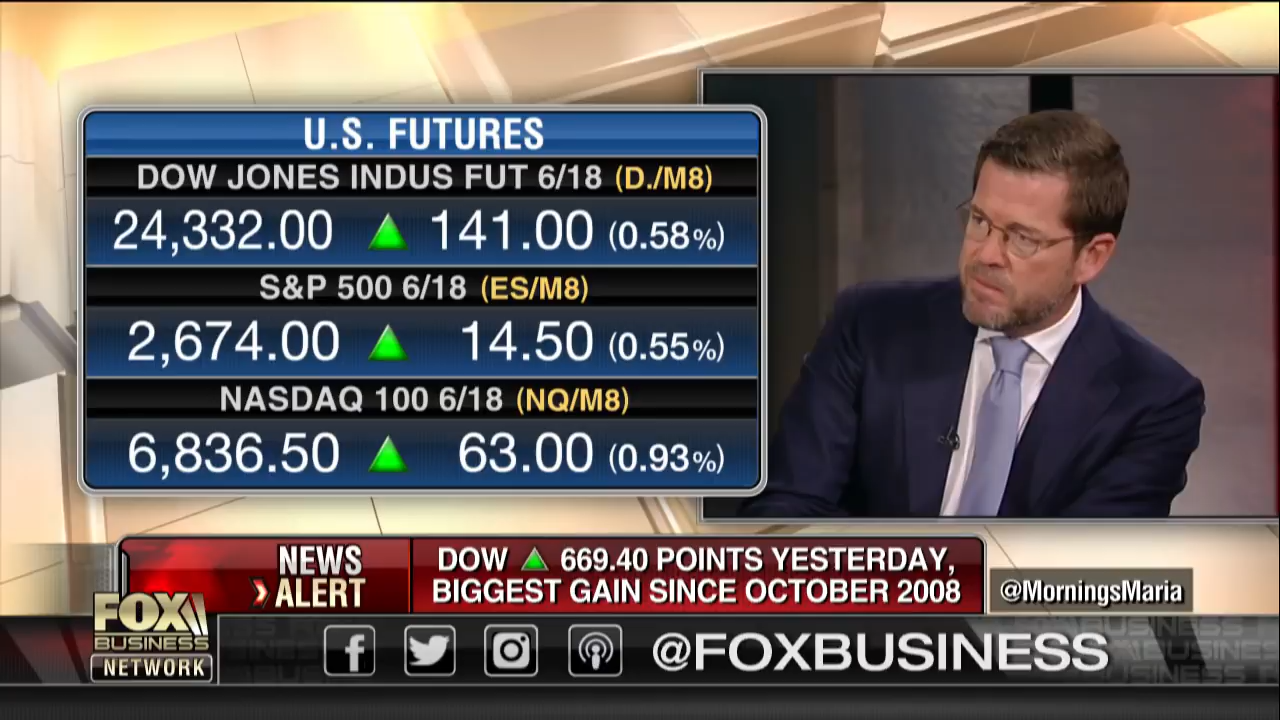 U.S. FUTURES
DOW JONES INDUS FUT 6/18 (D./M8)
24,332.00 ▲ 141.00 (0.58%)
S&P 500 6/18 (ES/M8)
2,674.00 ▲ 14.50 (0.55%)
NASDAQ 100 6/18 (NQ/M8)
6,836.50 ▲ 63.00 (0.93%)
NEWS
ALERT
DOW ▲ 669.40 POINTS YESTERDAY,
BIGGEST GAIN SINCE OCTOBER 2008
@MorningsMaria
FOX
BUSINESS
NETWORK
@FOXBUSINESS